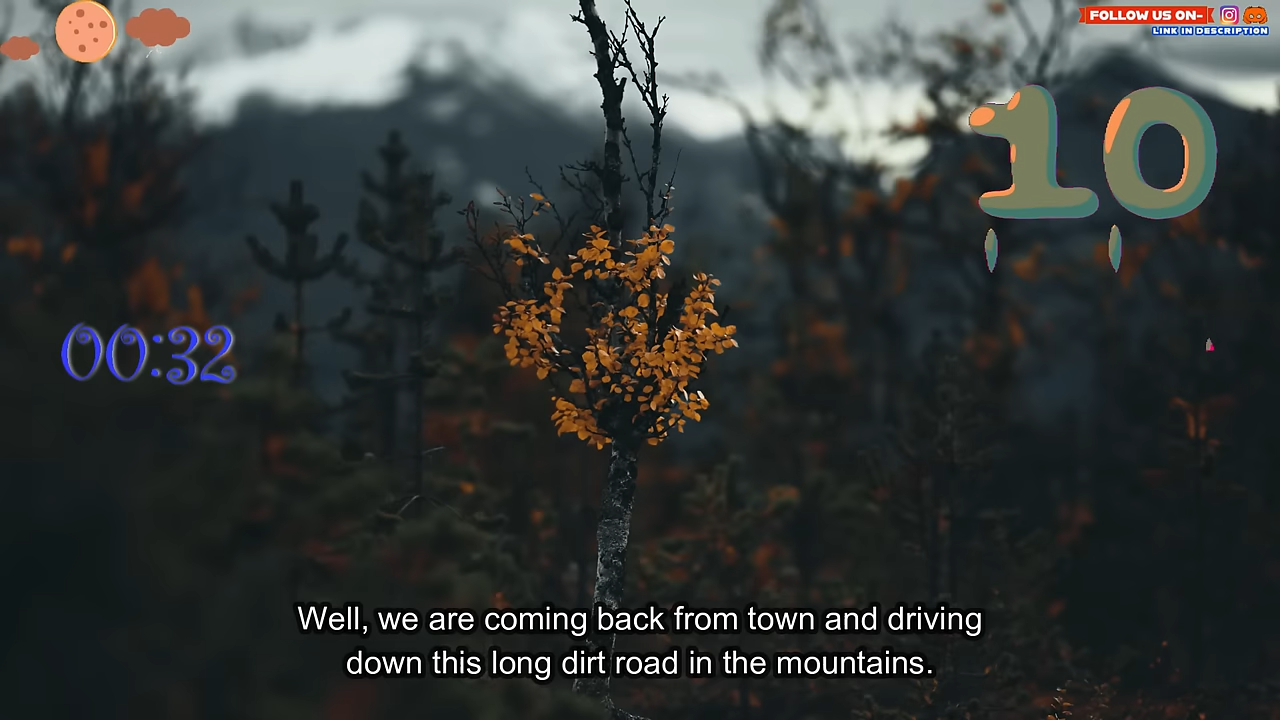 FOLLOW US ON-
LINK IN DESCRIPTION
10
00:32
Well, we are coming back from town and driving
down this long dirt road in the mountains.